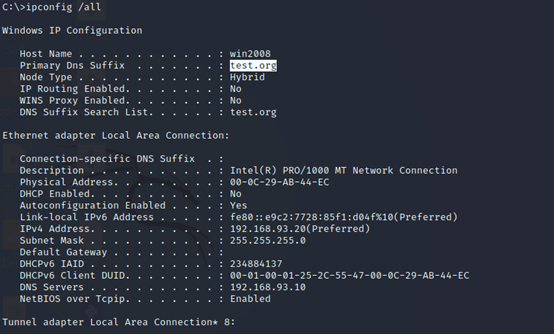 C:\>ipconfig /all
Windows IP Configuration
Host Name . . . . . . . . . . . . : win2008
Primary Dns Suffix  . . . . . . . : test.org
Node Type . . . . . . . . . . . . : Hybrid
IP Routing Enabled. . . . . . . . : No
WINS Proxy Enabled. . . . . . . . : No
DNS Suffix Search List. . . . . . : test.org
Ethernet adapter Local Area Connection:
Connection-specific DNS Suffix  . :
Description . . . . . . . . . . . : Intel(R) PRO/1000 MT Network Connection
Physical Address. . . . . . . . . : 00-0C-29-AB-44-EC
DHCP Enabled. . . . . . . . . . . : No
Autoconfiguration Enabled . . . . : Yes
Link-local IPv6 Address . . . . . : fe80::e9c2:7728:85f1:d04f%10(Preferred)
IPv4 Address. . . . . . . . . . . : 192.168.93.20(Preferred)
Subnet Mask . . . . . . . . . . . : 255.255.255.0
Default Gateway . . . . . . . . . :
DHCPv6 IAID . . . . . . . . . . . : 234884137
DHCPv6 Client DUID. . . . . . . . : 00-01-00-01-25-2C-55-47-00-0C-29-AB-44-EC
DNS Servers . . . . . . . . . . . : 192.168.93.10
NetBIOS over Tcpip. . . . . . . . : Enabled
Tunnel adapter Local Area Connection* 8: